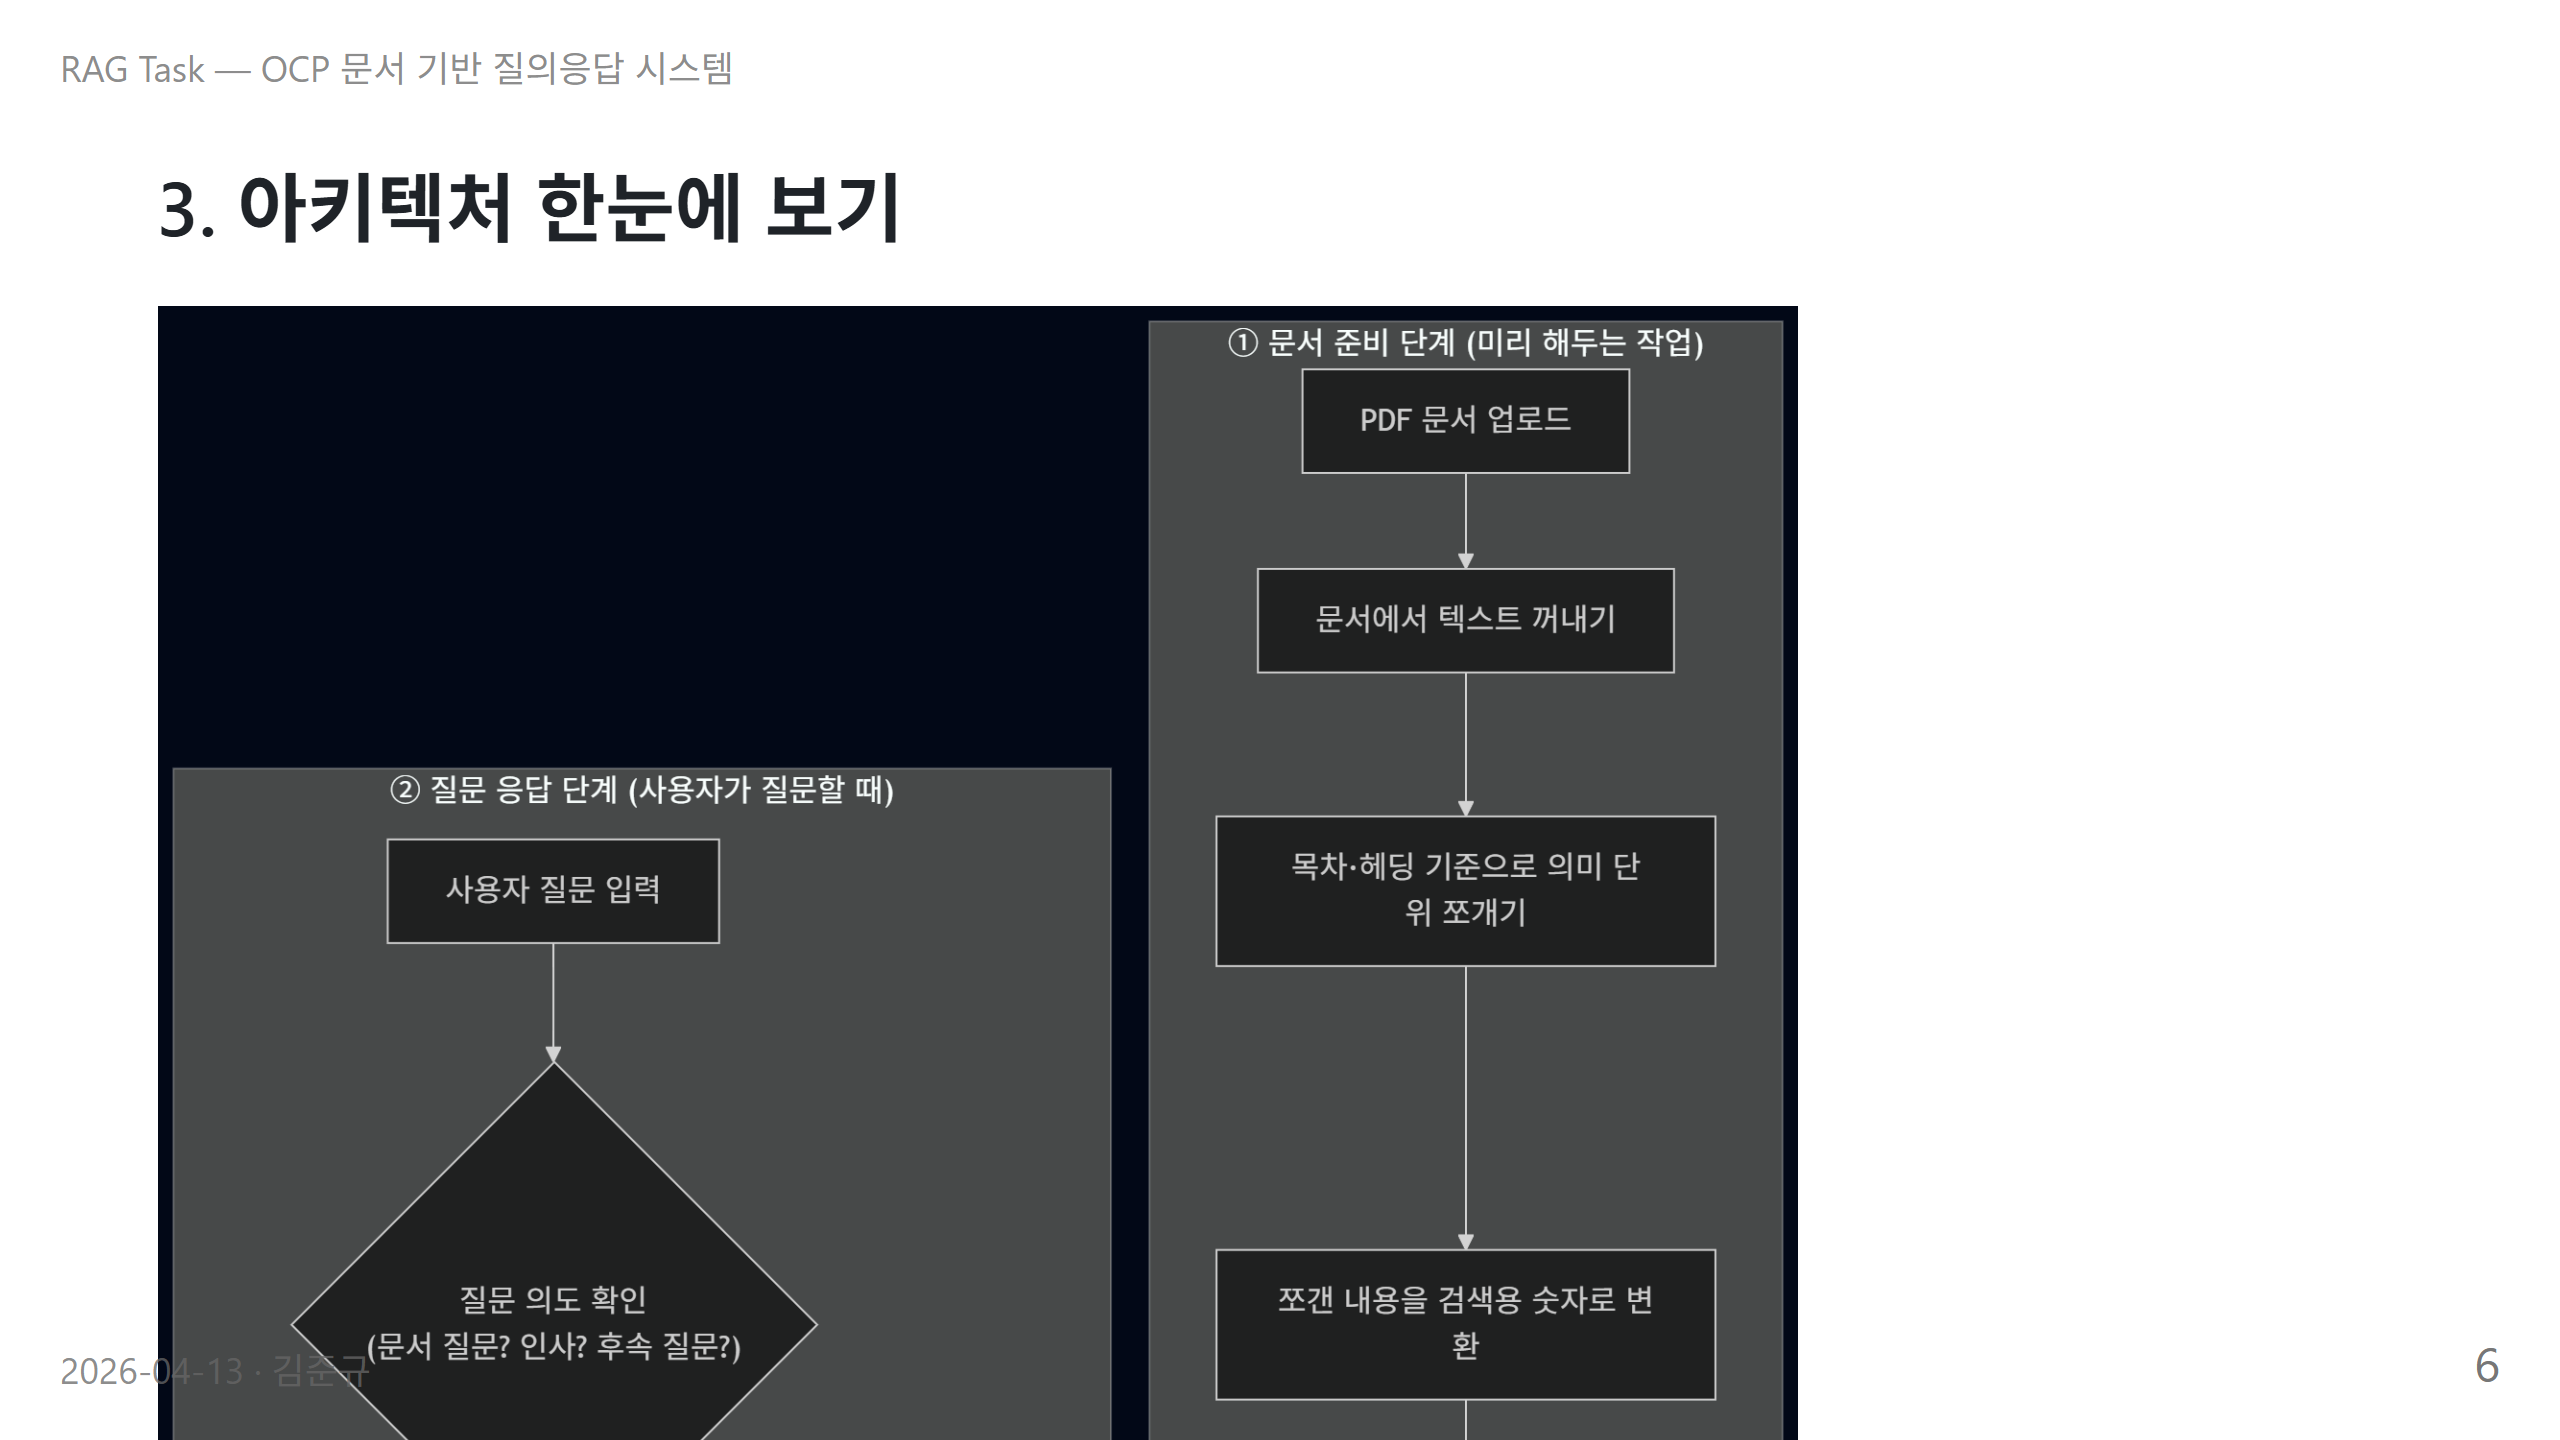 RAG Task — OCP 문서 기반 질의응답 시스템
3. 아키텍처 한눈에 보기
① 문서 준비 단계 (미리 해두는 작업)
PDF 문서 업로드
문서에서 텍스트 꺼내기
목차·헤딩 기준으로 의미 단
위 쪼개기
쪼갠 내용을 검색용 숫자로 변
환
② 질문 응답 단계 (사용자가 질문할 때)
사용자 질문 입력
질문 의도 확인
(문서 질문? 인사? 후속 질문?)
2026-04-13 · 김준규
6